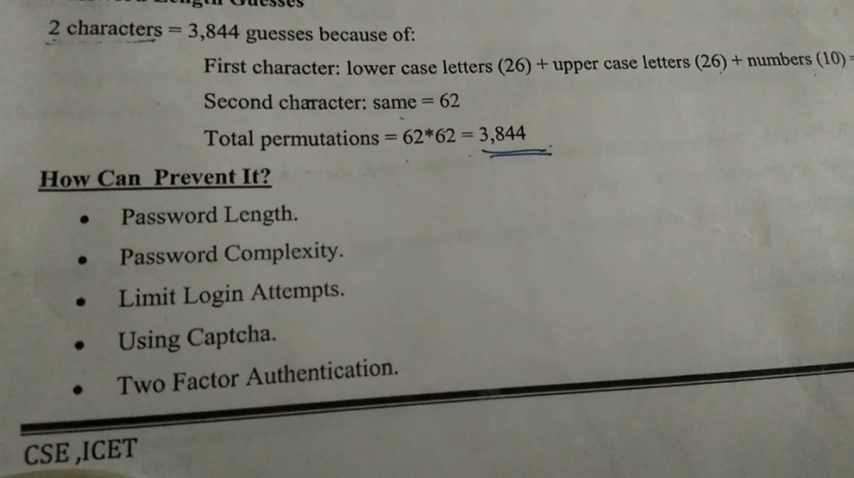 Guesses
2 characters = 3,844 guesses because of:
First character: lower case letters (26) + upper case letters (26) + numbers (10) =
Second character: same = 62
Total permutations = 62*62 = 3,844
How Can Prevent It?
• Password Length.
• Password Complexity.
• Limit Login Attempts.
• Using Captcha.
• Two Factor Authentication.
CSE ,ICET